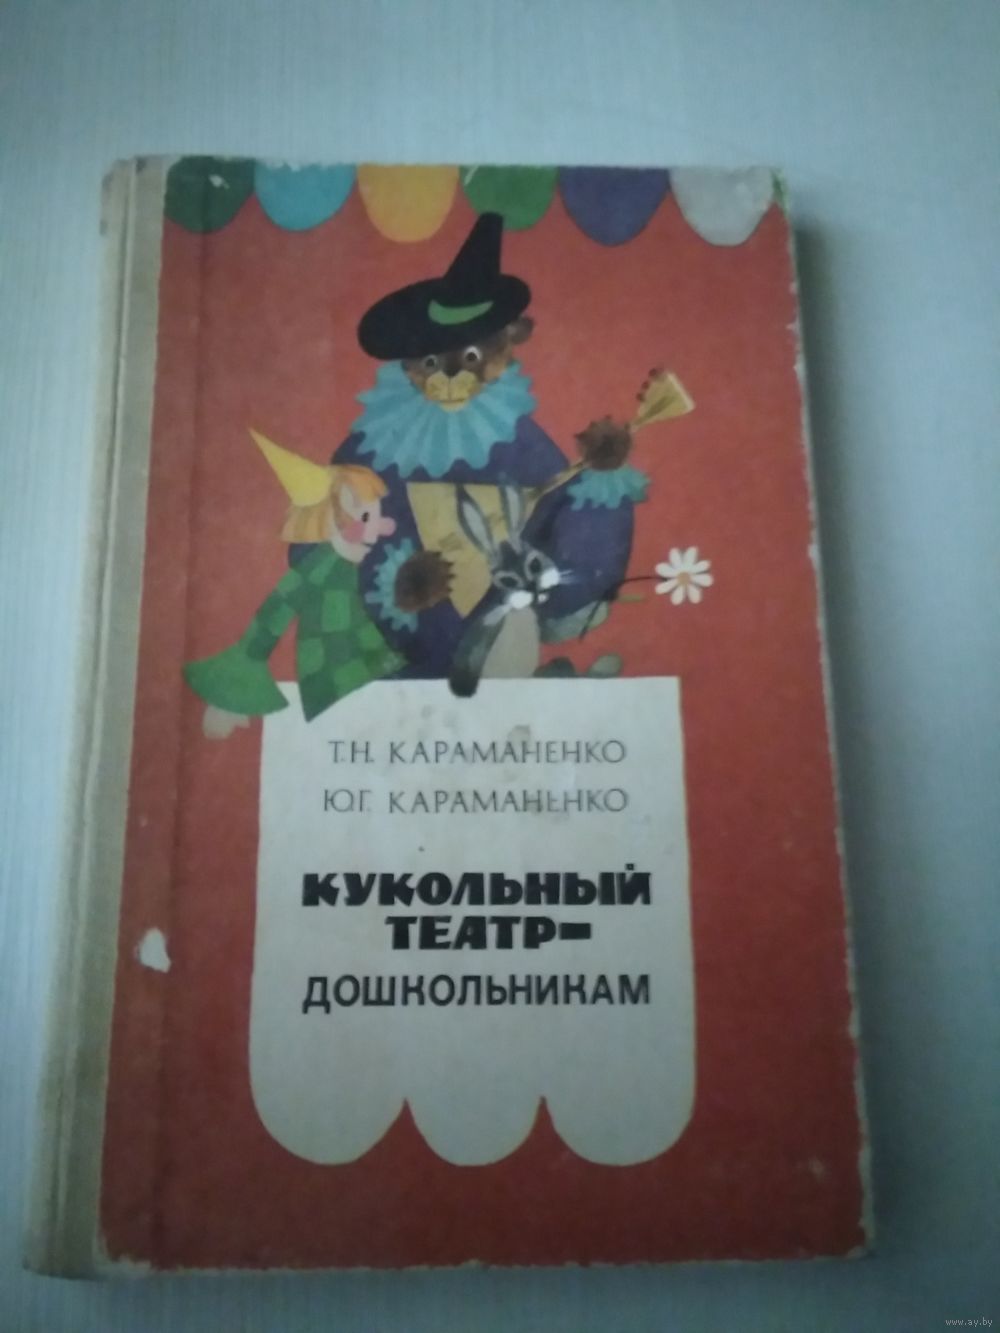 Т.Н. КАРАМАНЕНКО
Ю.Г. КАРАМАНЕНКО
КУКОЛЬНЫЙ
ТЕАТР-
ДОШКОЛЬНИКАМ
www.ay.by